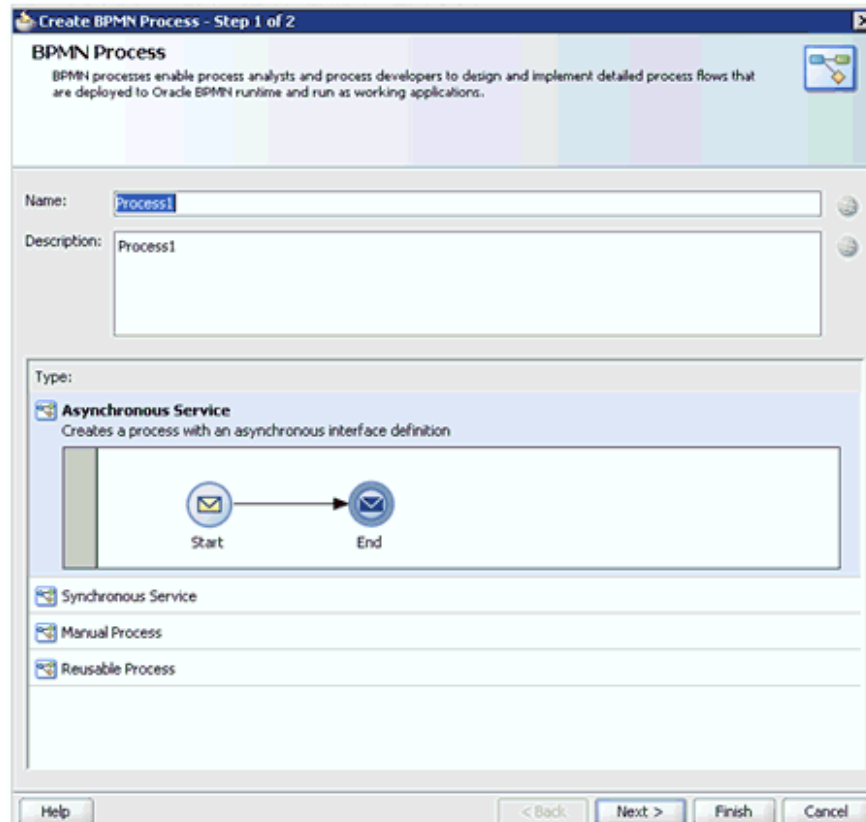 Create BPMN Process - Step 1 of 2
BPMN Process
BPMN processes enable process analysts and process developers to design and implement detailed process flows that
are deployed to Oracle BPMN runtime and run as working applications.
Name:
Process1
Description:
Process1
Type:
Asynchronous Service
Creates a process with an asynchronous interface definition
Start
End
Synchronous Service
Manual Process
Reusable Process
Help
< Back
Next >
Finish
Cancel